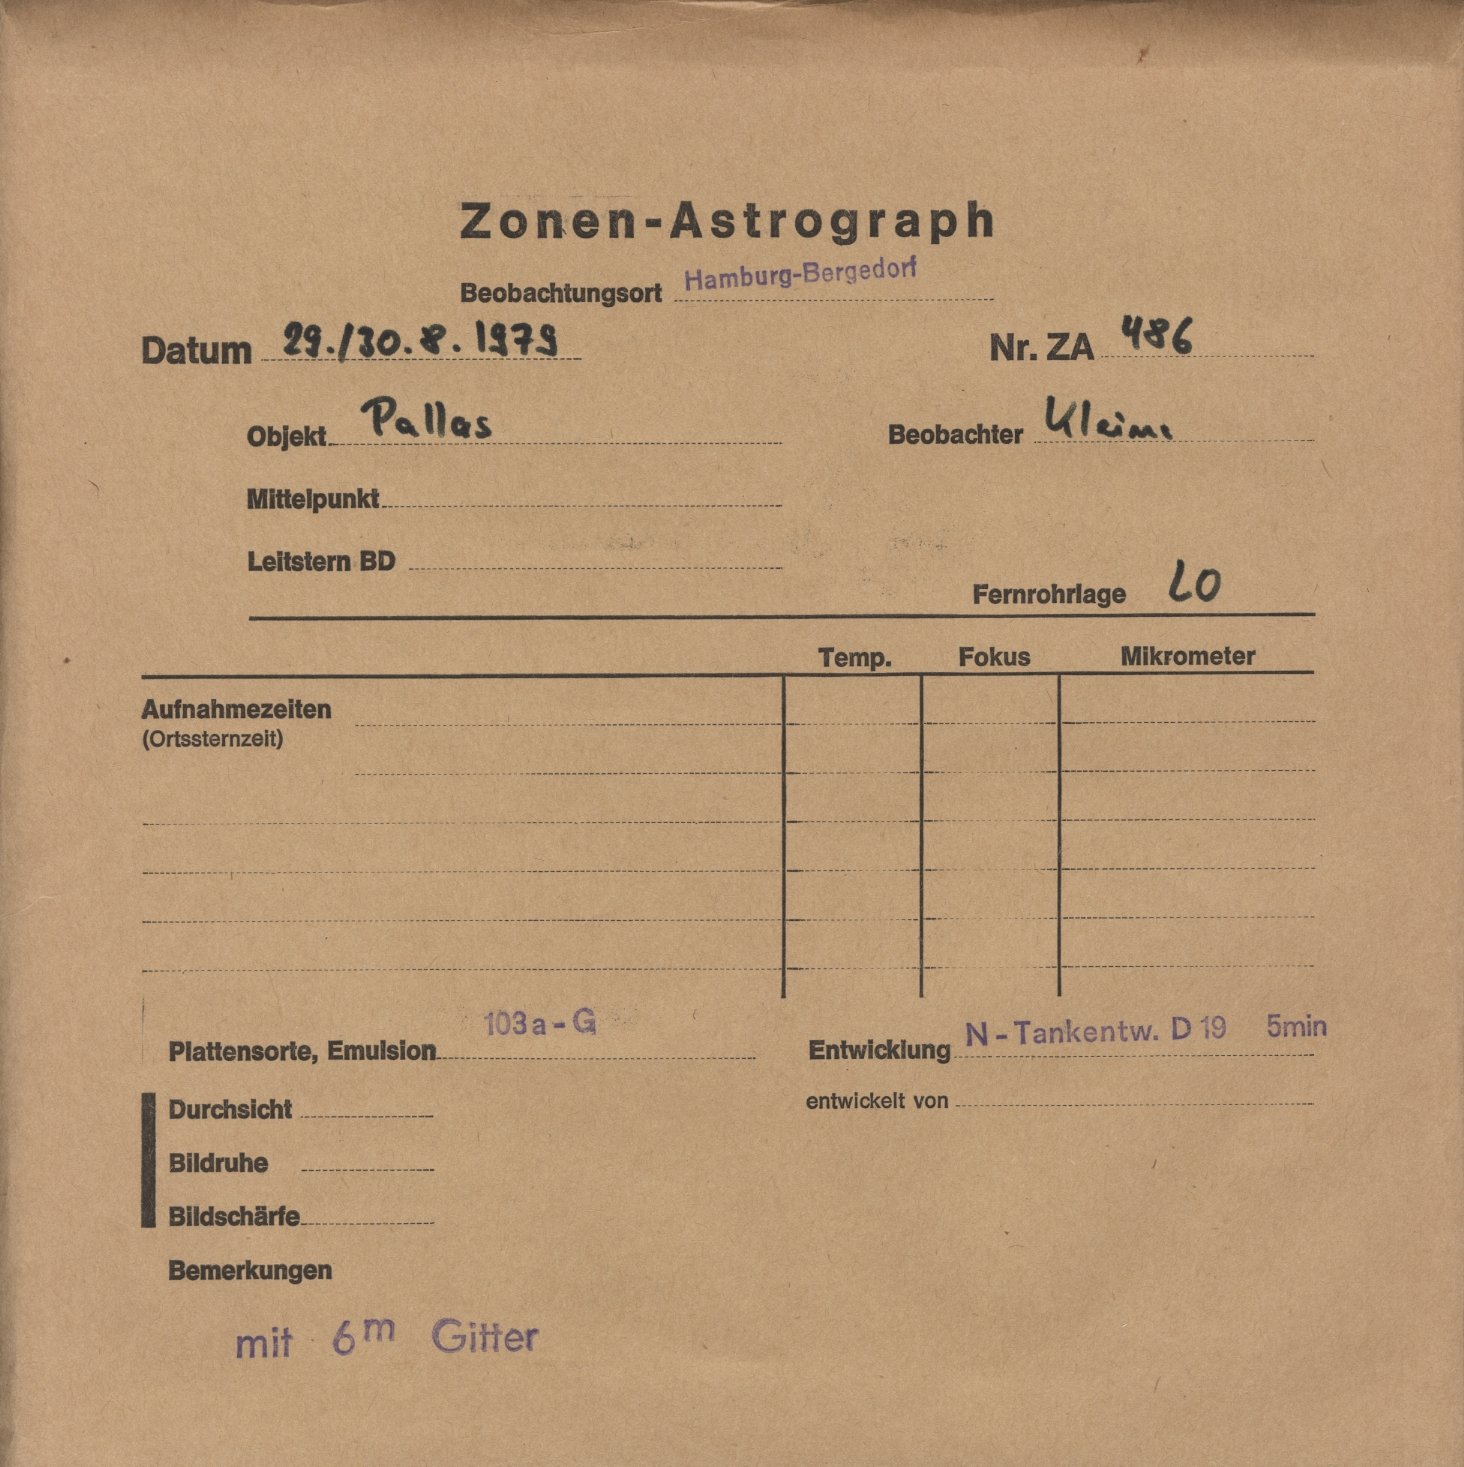 Zonen-Astrograph
Beobachtungsort Hamburg-Bergedorf
Datum 29./30.8.1979 Nr. ZA 486
Objekt Pallas Beobachter
Mittelpunkt
Leitstern BD
Fernrohrlage LO
Temp. Fokus Mikrometer
Aufnahmezeiten
(Ortssternzeit)
Plattensorte, Emulsion 103a-G Entwicklung N-Tankentw. D 19 5min
Durchsicht entwickelt von
Bildruhe
Bildschärfe
Bemerkungen
mit 6m Gitter